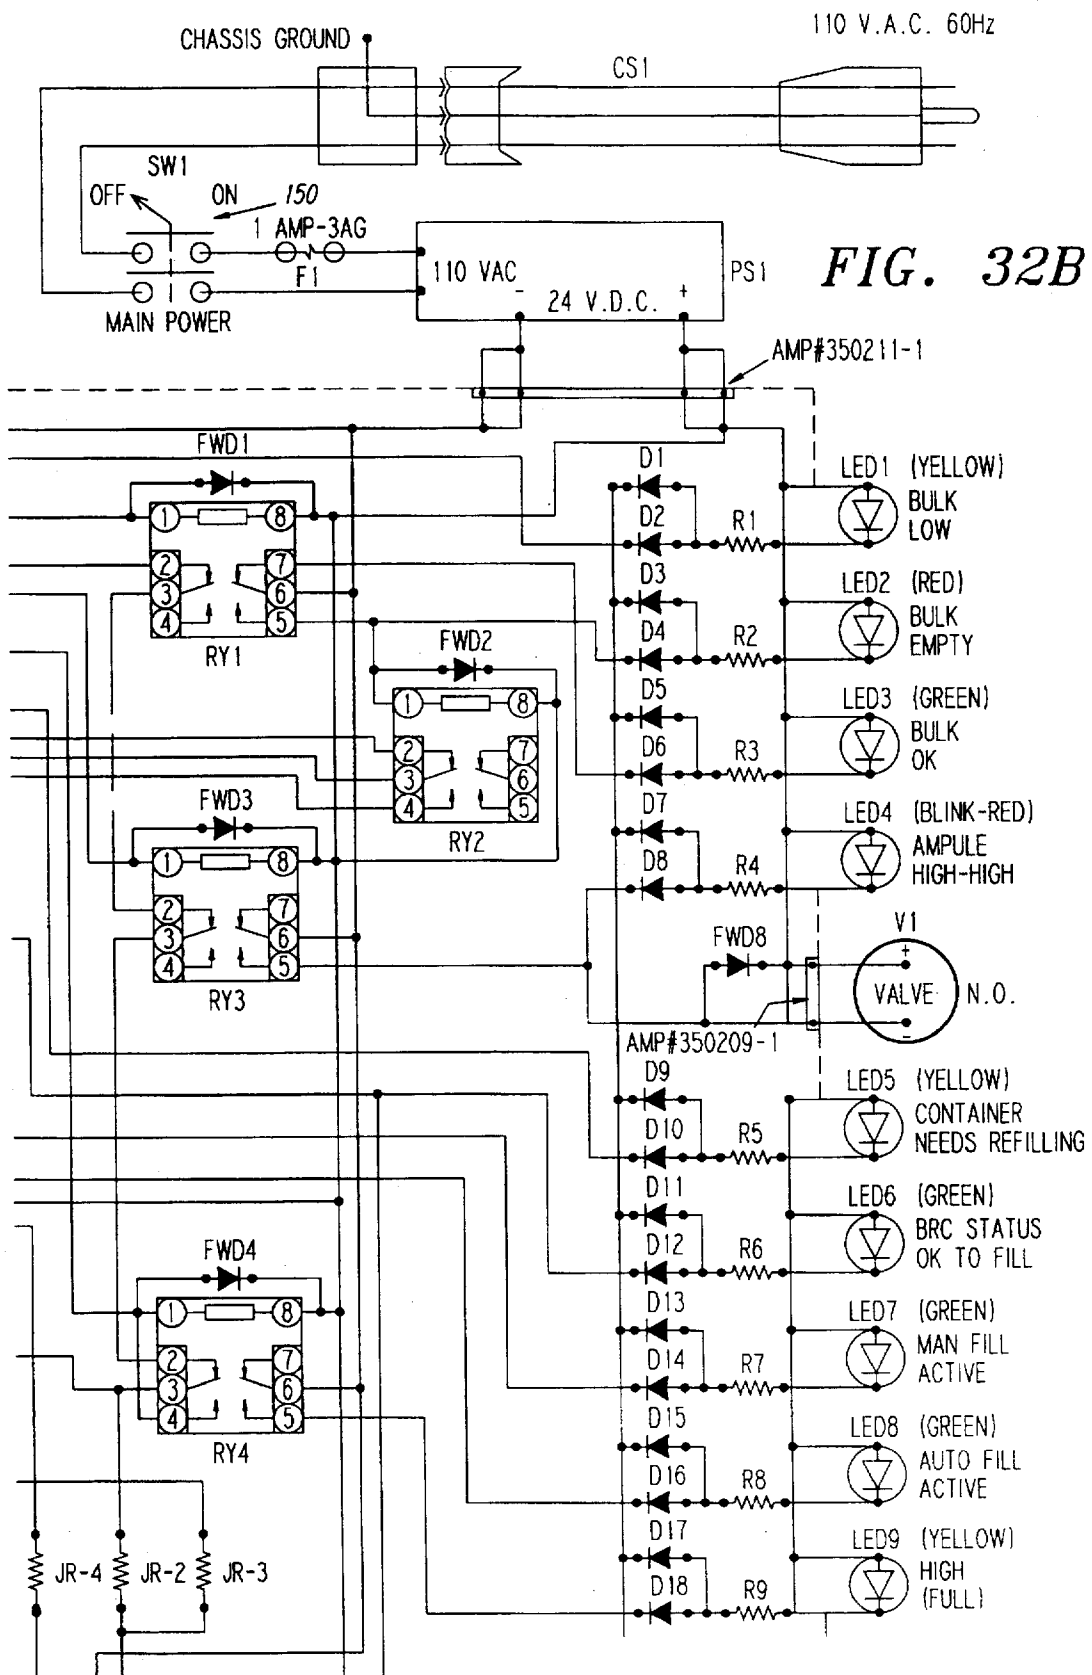 110 V.A.C. 60Hz
CHASSIS GROUND
CS1
SW1
OFF ON 150
1 AMP-3AG
F1
MAIN POWER
110 VAC
- 24 V.D.C. +
PS1
FIG. 32B
AMP#350211-1
FWD1
1 8
2 7
3 6
4 5
RY1
FWD2
1 8
2 7
3 6
4 5
RY2
FWD3
1 8
2 7
3 6
4 5
RY3
FWD4
1 8
2 7
3 6
4 5
RY4
JR-4 JR-2 JR-3
D1
D2 R1
LED1 (YELLOW)
BULK
LOW
D3
D4 R2
LED2 (RED)
BULK
EMPTY
D5
D6 R3
LED3 (GREEN)
BULK
OK
D7
D8 R4
LED4 (BLINK-RED)
AMPULE
HIGH-HIGH
FWD8
V1
+
VALVE N.O.
-
AMP#350209-1
D9
D10 R5
LED5 (YELLOW)
CONTAINER
NEEDS REFILLING
D11
D12 R6
LED6 (GREEN)
BRC STATUS
OK TO FILL
D13
D14 R7
LED7 (GREEN)
MAN FILL
ACTIVE
D15
D16 R8
LED8 (GREEN)
AUTO FILL
ACTIVE
D17
D18 R9
LED9 (YELLOW)
HIGH
(FULL)